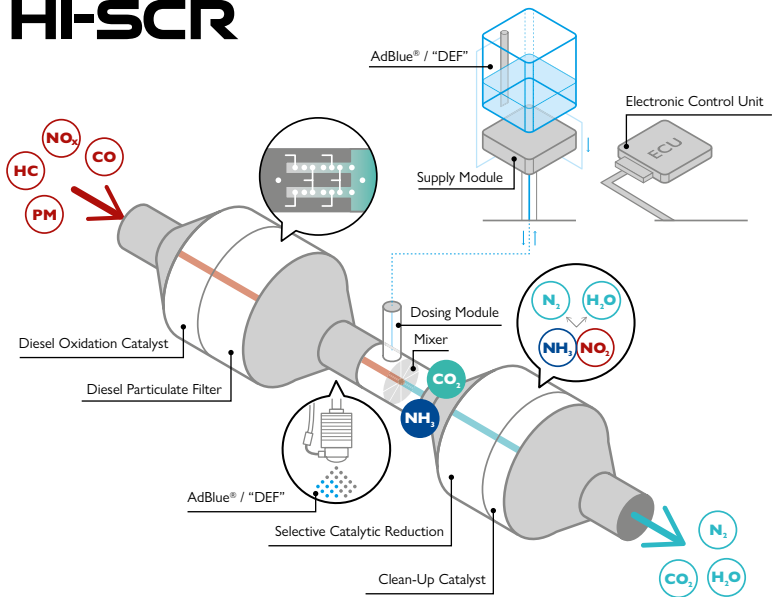 HI-SCR
AdBlue® / “DEF”
Electronic Control Unit
ECU
Supply Module
NOₓ
CO
HC
PM
N₂
H₂O
NH₃
NO₂
Dosing Module
Mixer
Diesel Oxidation Catalyst
Diesel Particulate Filter
CO₂
NH₃
AdBlue® / “DEF”
Selective Catalytic Reduction
Clean-Up Catalyst
N₂
CO₂
H₂O